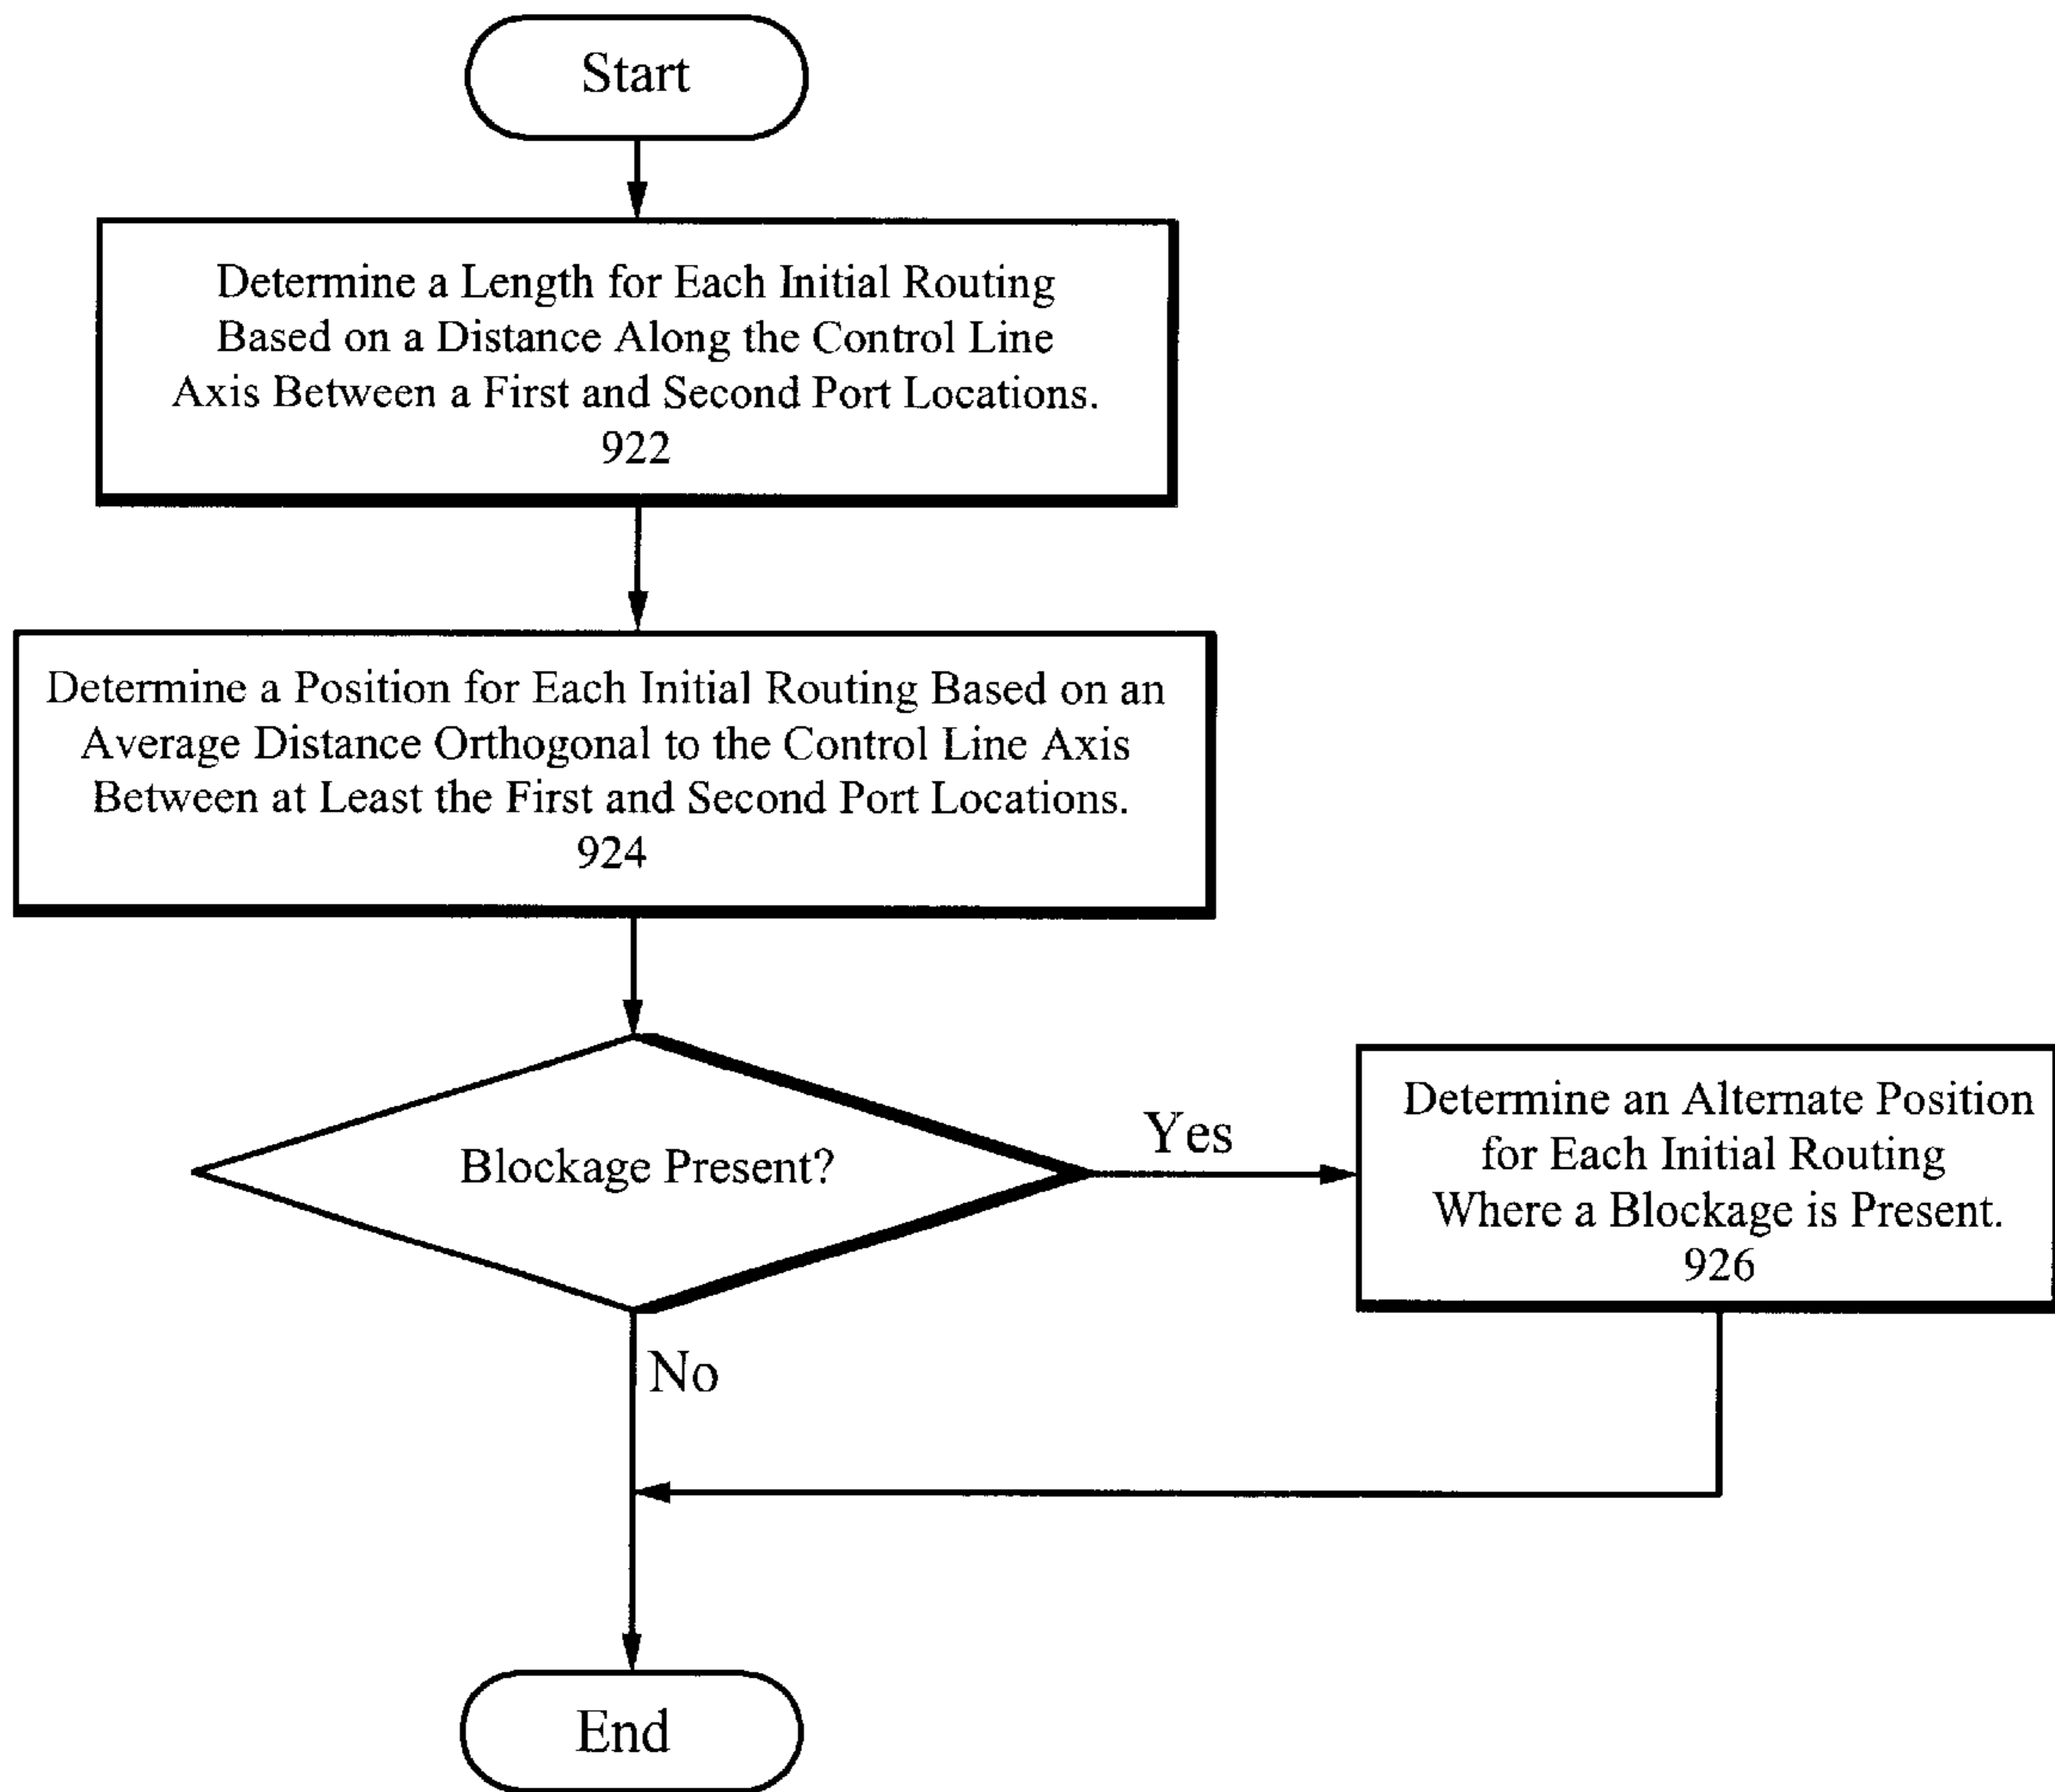 Start
Determine a Length for Each Initial Routing
Based on a Distance Along the Control Line
Axis Between a First and Second Port Locations.
922
Determine a Position for Each Initial Routing Based on an
Average Distance Orthogonal to the Control Line Axis
Between at Least the First and Second Port Locations.
924
Blockage Present?
Yes
Determine an Alternate Position
for Each Initial Routing
Where a Blockage is Present.
926
No
End